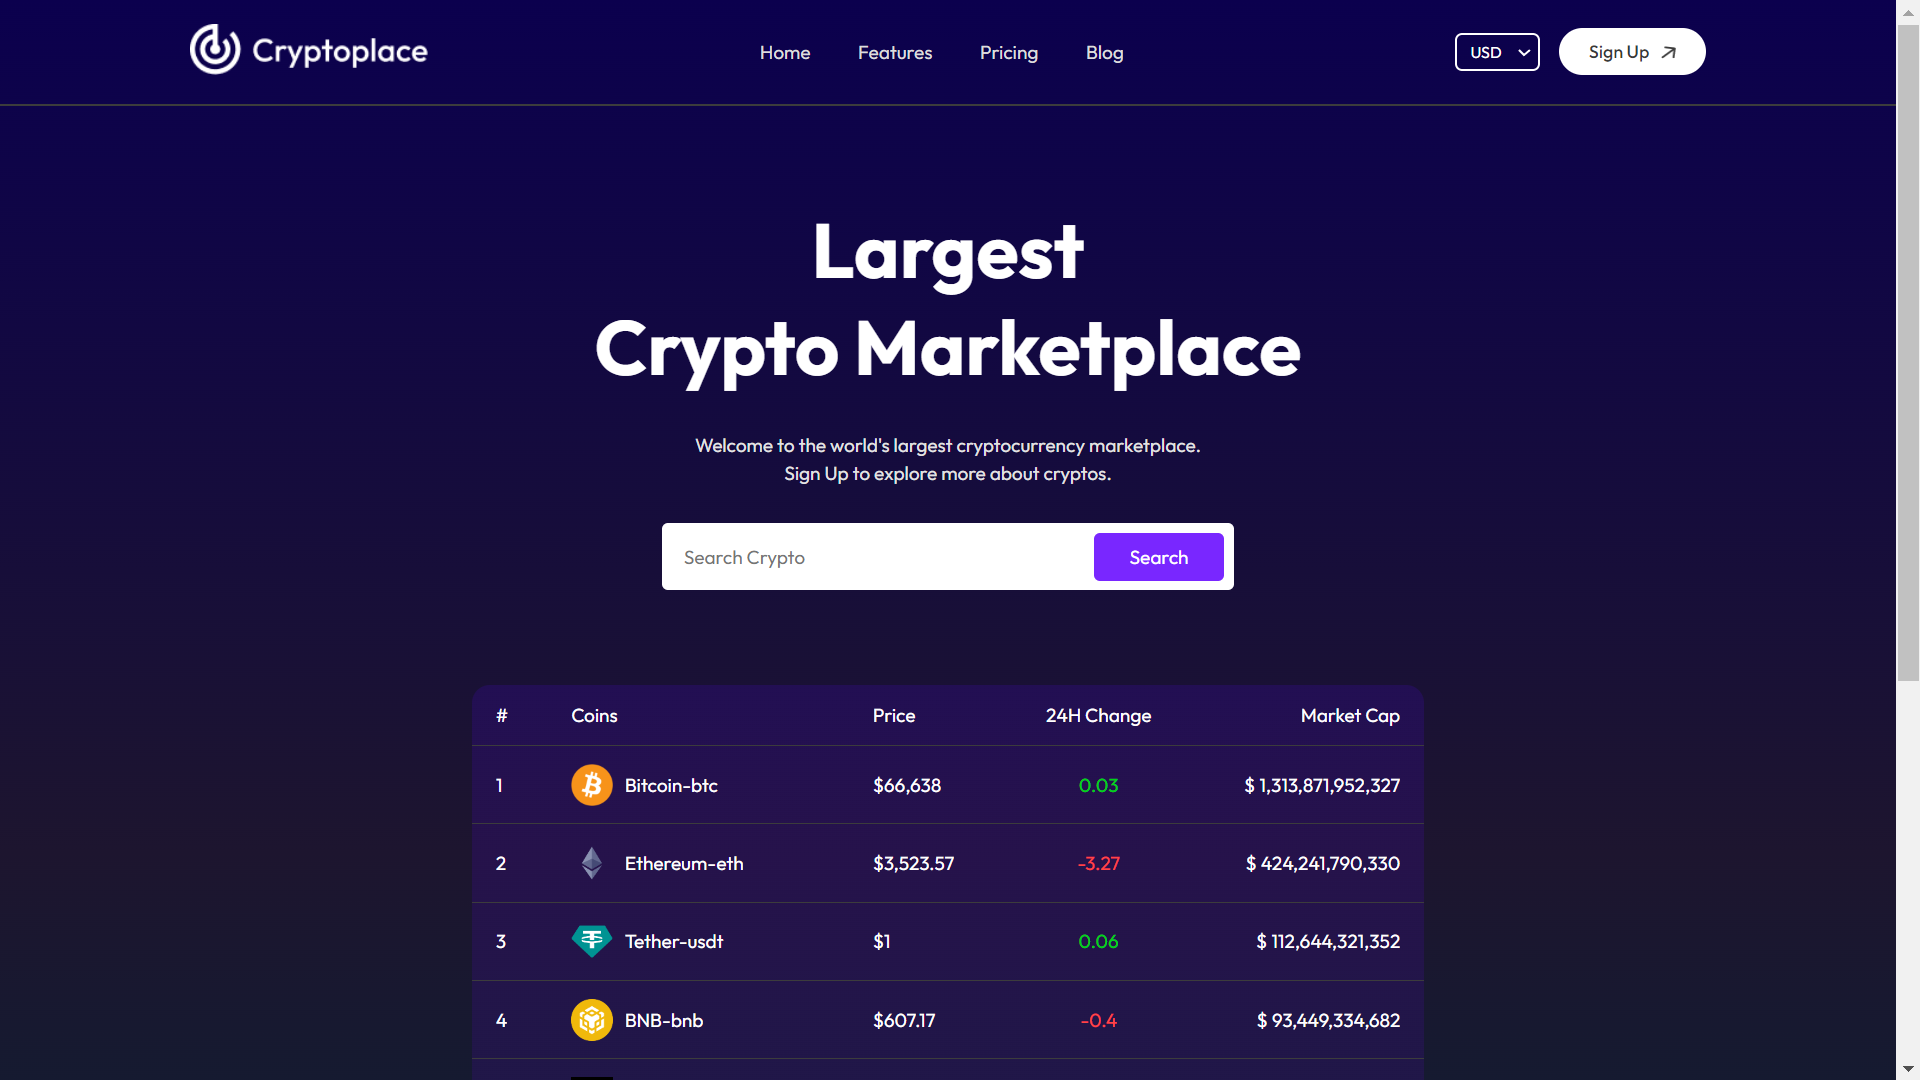 Cryptoplace
Home Features Pricing Blog
USD
Sign Up
Largest
Crypto Marketplace
Welcome to the world's largest cryptocurrency marketplace.
Sign Up to explore more about cryptos.
Search Crypto
Search
# Coins Price 24H Change Market Cap
1 Bitcoin-btc $66,638 0.03 $ 1,313,871,952,327
2 Ethereum-eth $3,523.57 -3.27 $ 424,241,790,330
3 Tether-usdt $1 0.06 $ 112,644,321,352
4 BNB-bnb $607.17 -0.4 $ 93,449,334,682